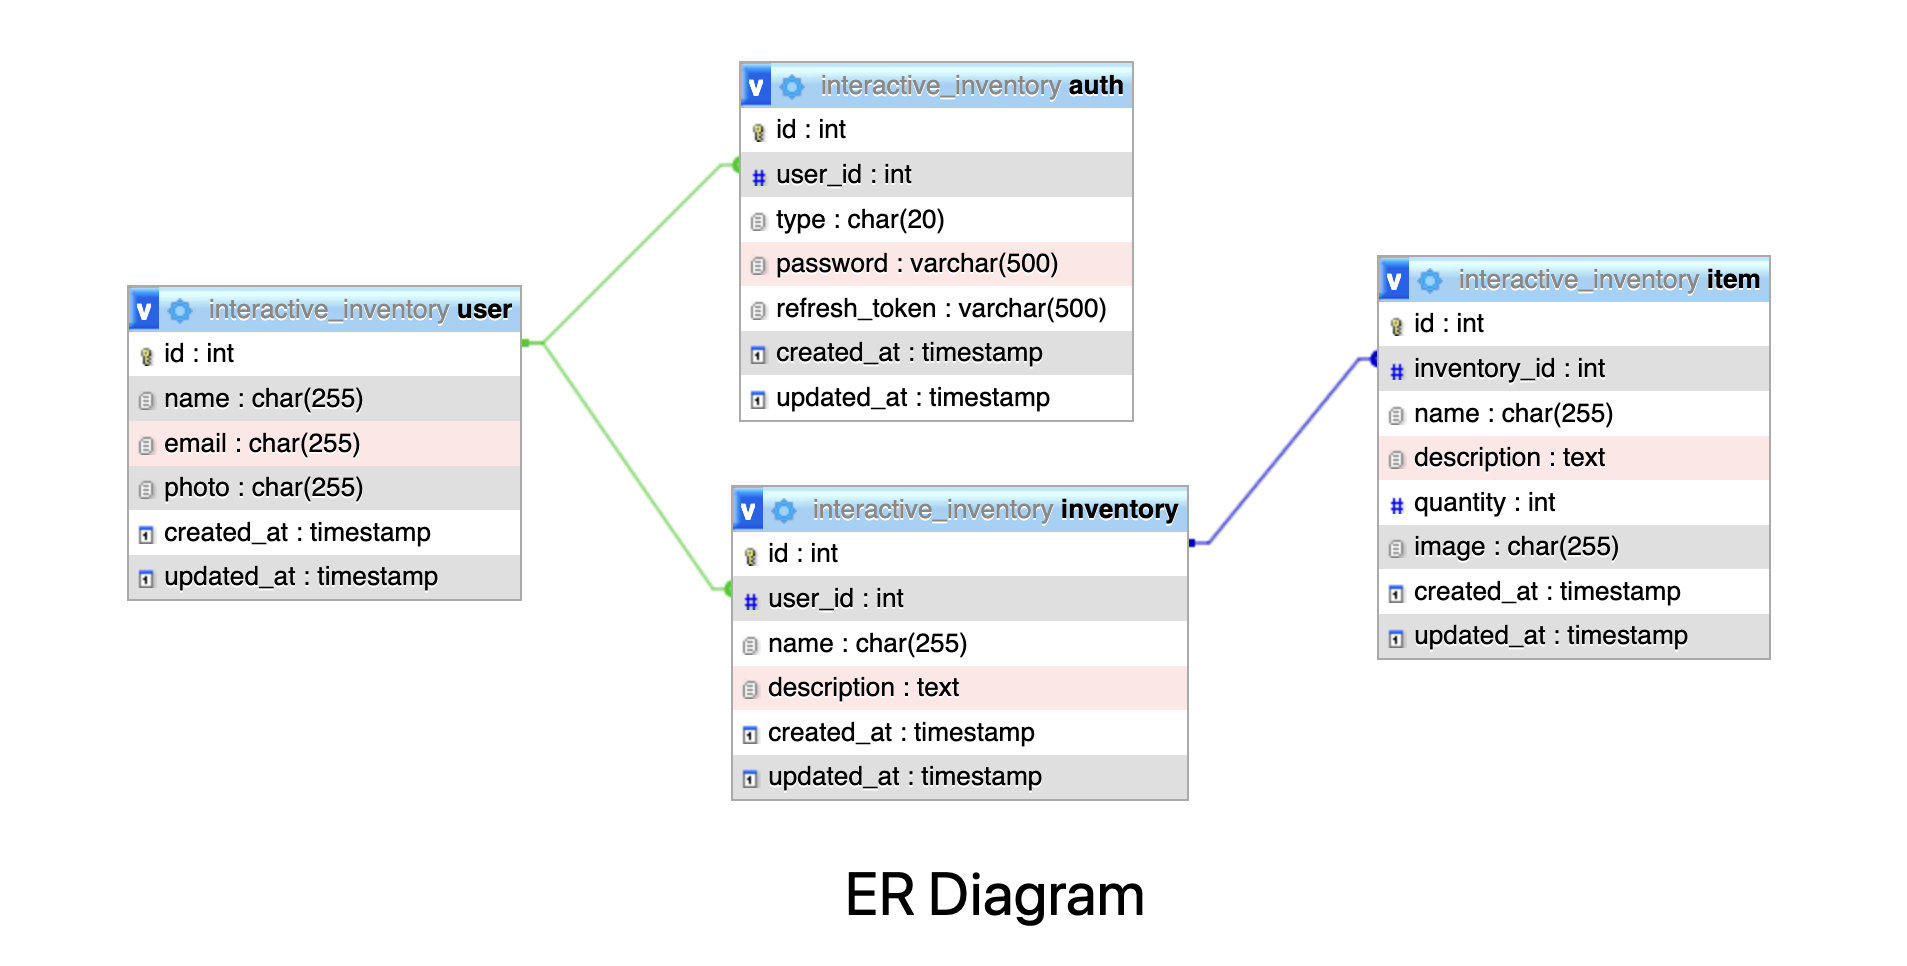 interactive_inventory user
id : int
name : char(255)
email : char(255)
photo : char(255)
created_at : timestamp
updated_at : timestamp
interactive_inventory auth
id : int
user_id : int
type : char(20)
password : varchar(500)
refresh_token : varchar(500)
created_at : timestamp
updated_at : timestamp
interactive_inventory inventory
id : int
user_id : int
name : char(255)
description : text
created_at : timestamp
updated_at : timestamp
interactive_inventory item
id : int
inventory_id : int
name : char(255)
description : text
quantity : int
image : char(255)
created_at : timestamp
updated_at : timestamp
ER Diagram